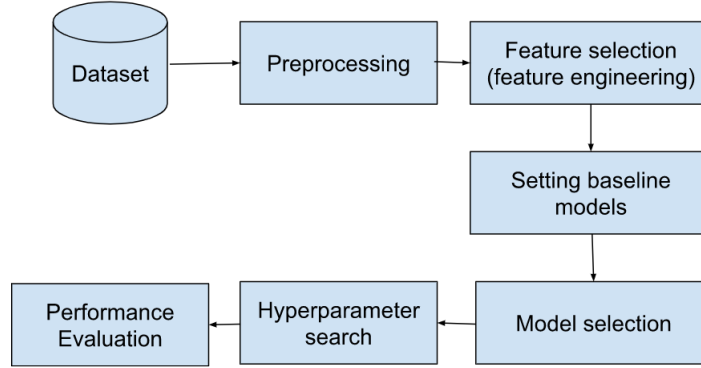 Dataset
Preprocessing
Feature selection
(feature engineering)
Setting baseline
models
Model selection
Hyperparameter
search
Performance
Evaluation